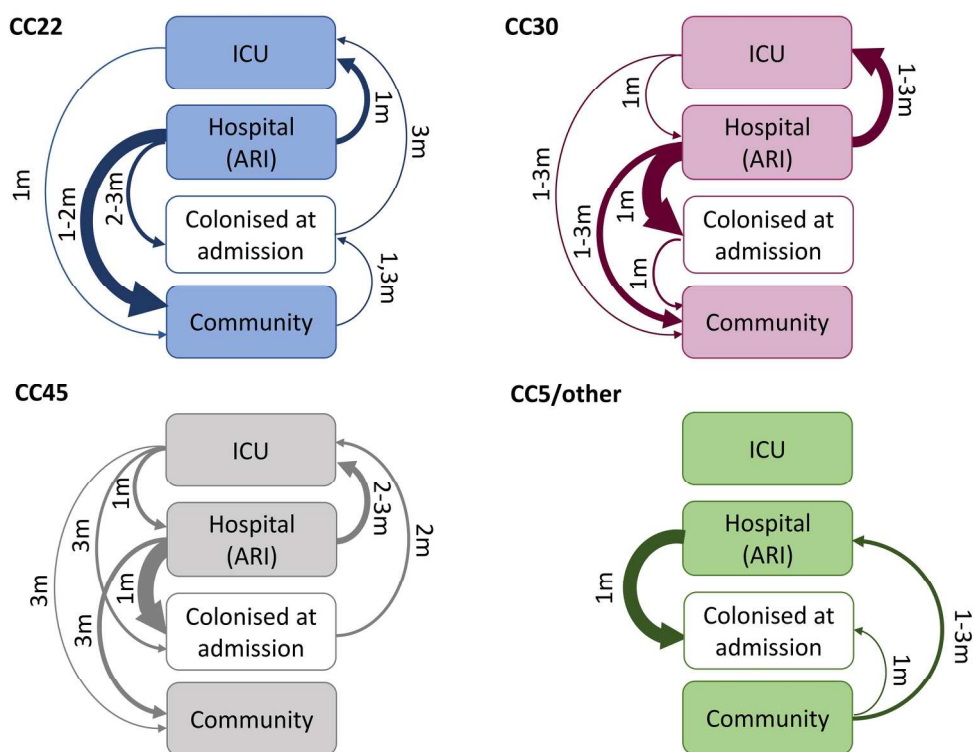 CC22
ICU
Hospital
(ARI)
Colonised at
admission
Community
1m
1-2m
2-3m
1m
3m
1,3m
CC30
ICU
Hospital
(ARI)
Colonised at
admission
Community
1-3m
1-3m
1m
1m
1m
1-3m
CC45
ICU
Hospital
(ARI)
Colonised at
admission
Community
3m
3m
1m
1m
3m
2-3m
2m
CC5/other
ICU
Hospital
(ARI)
Colonised at
admission
Community
1m
1m
1-3m